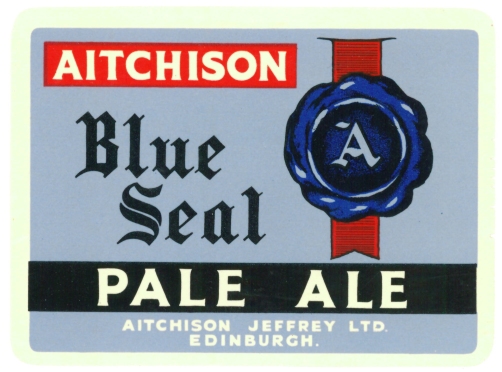 AITCHISON
Blue
Seal
A
PALE ALE
AITCHISON JEFFREY LTD.
EDINBURGH.